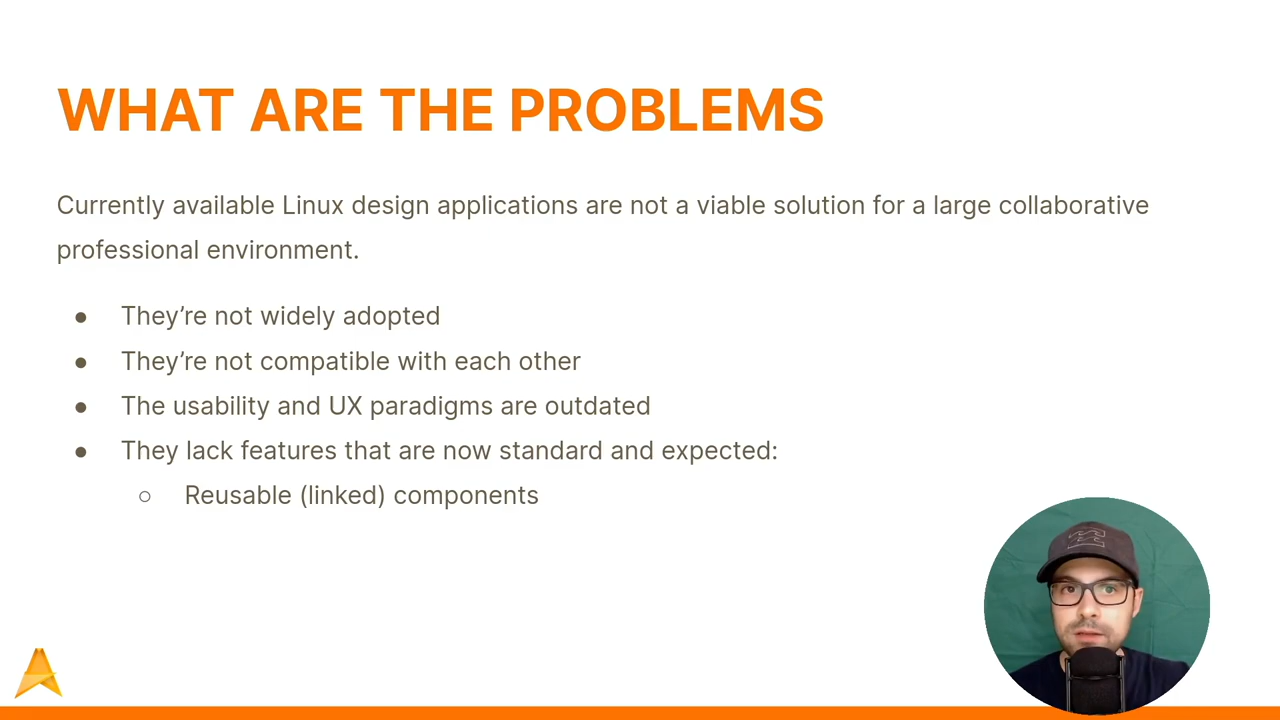 WHAT ARE THE PROBLEMS
Currently available Linux design applications are not a viable solution for a large collaborative
professional environment.
● They’re not widely adopted
● They’re not compatible with each other
● The usability and UX paradigms are outdated
● They lack features that are now standard and expected:
○ Reusable (linked) components